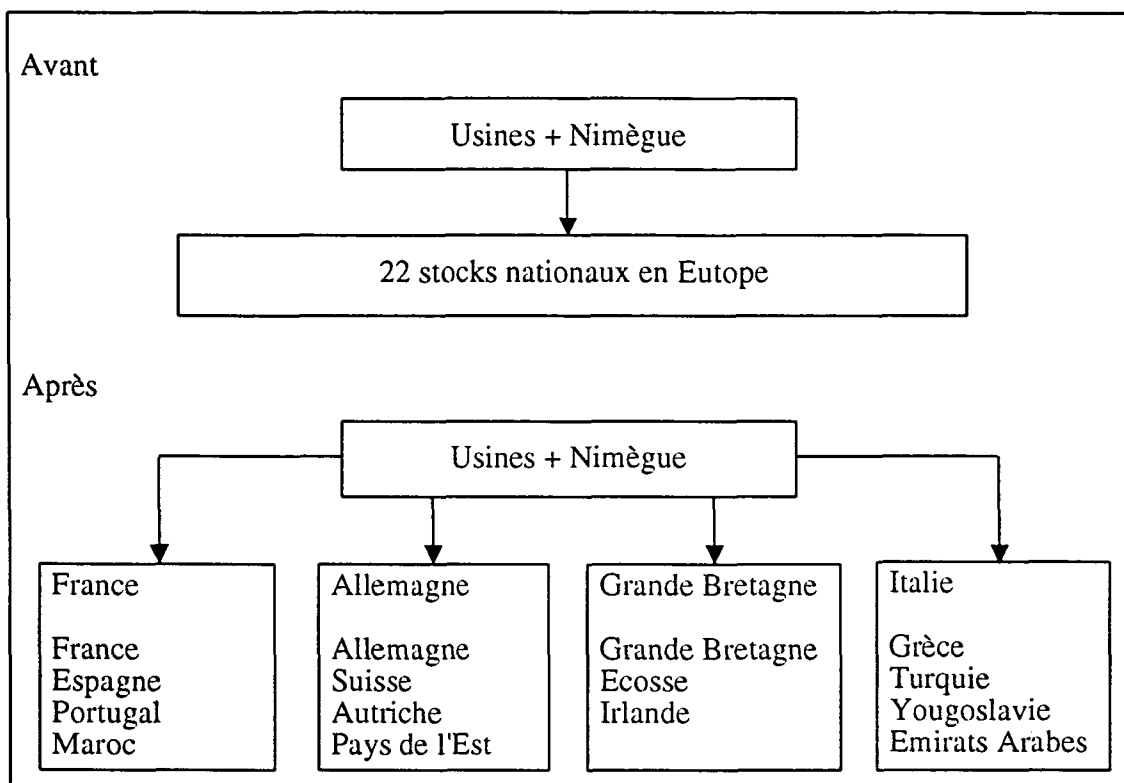 Avant
Usines + Nimègue
22 stocks nationaux en Eutope
Après
Usines + Nimègue
France
France
Espagne
Portugal
Maroc
Allemagne
Allemagne
Suisse
Autriche
Pays de l'Est
Grande Bretagne
Grande Bretagne
Ecosse
Irlande
Italie
Grèce
Turquie
Yougoslavie
Emirats Arabes